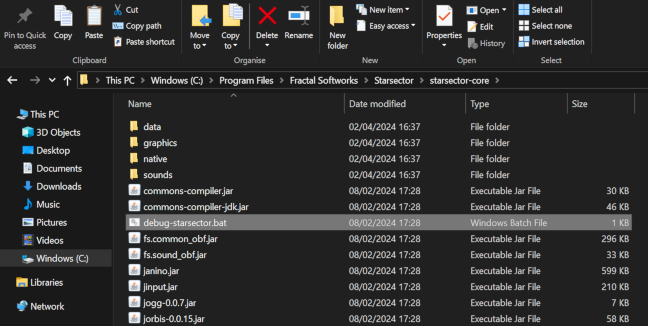 Pin to Quick access
Copy
Paste
Cut
Copy path
Paste shortcut
Clipboard
Move to
Copy to
Delete
Rename
Organise
New folder
New item
Easy access
New
Properties
Open
Edit
History
Open
Select all
Select none
Invert selection
Select
This PC > Windows (C:) > Program Files > Fractal Softworks > Starsector > starsector-core >
This PC
3D Objects
Desktop
Documents
Downloads
Music
Pictures
Videos
Windows (C:)
Libraries
Network
Name Date modified Type Size
data 02/04/2024 16:37 File folder
graphics 02/04/2024 16:37 File folder
native 02/04/2024 16:37 File folder
sounds 02/04/2024 16:37 File folder
commons-compiler.jar 08/02/2024 17:28 Executable Jar File 30 KB
commons-compiler-jdk.jar 08/02/2024 17:28 Executable Jar File 46 KB
debug-starsector.bat 08/02/2024 17:28 Windows Batch File 1 KB
fs.common_obf.jar 08/02/2024 17:28 Executable Jar File 296 KB
fs.sound_obf.jar 08/02/2024 17:28 Executable Jar File 33 KB
janino.jar 08/02/2024 17:28 Executable Jar File 599 KB
jinput.jar 08/02/2024 17:28 Executable Jar File 210 KB
jogg-0.0.7.jar 08/02/2024 17:28 Executable Jar File 7 KB
jorbis-0.0.15.jar 08/02/2024 17:28 Executable Jar File 58 KB